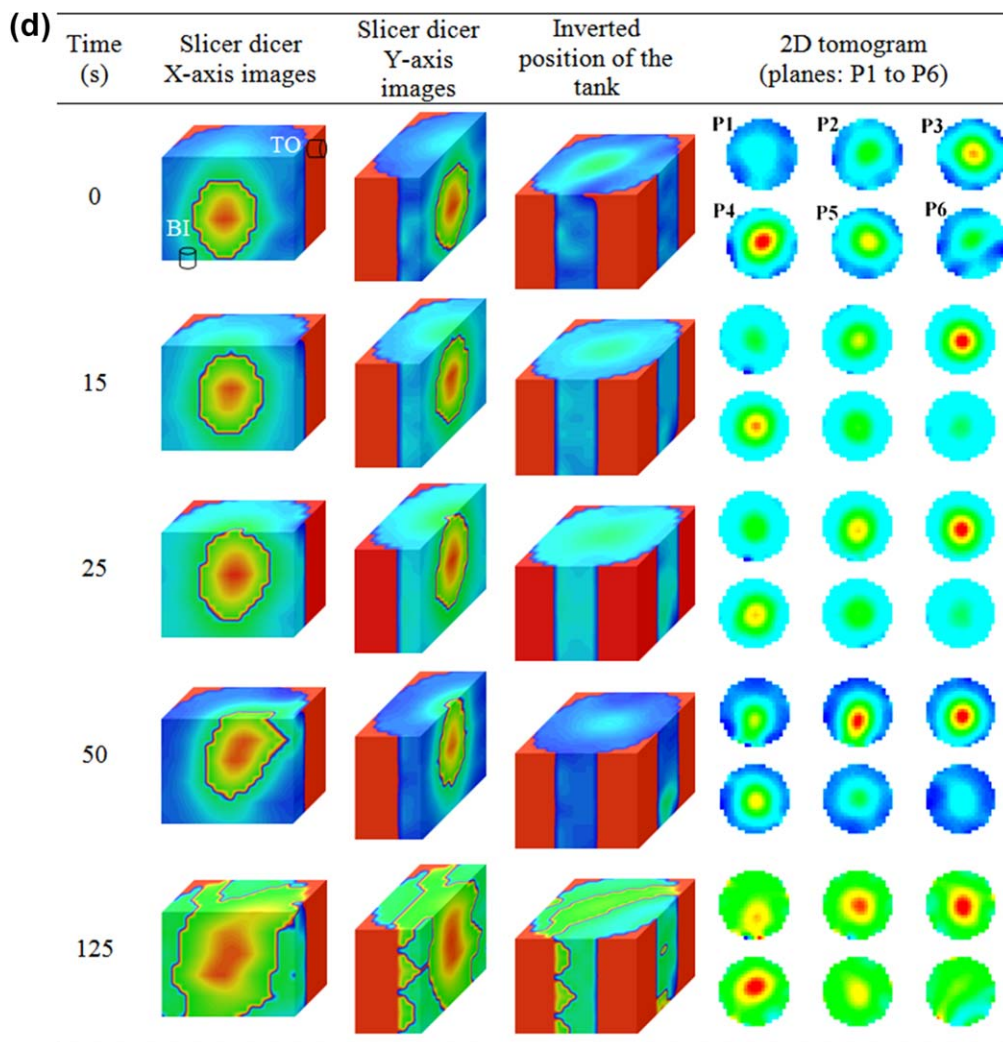 (d)
Time
(s)
Slicer dicer
X-axis images
Slicer dicer
Y-axis
images
Inverted
position of the
tank
2D tomogram
(planes: P1 to P6)
0
TO
BI
P1 P2 P3
P4 P5 P6
15
25
50
125